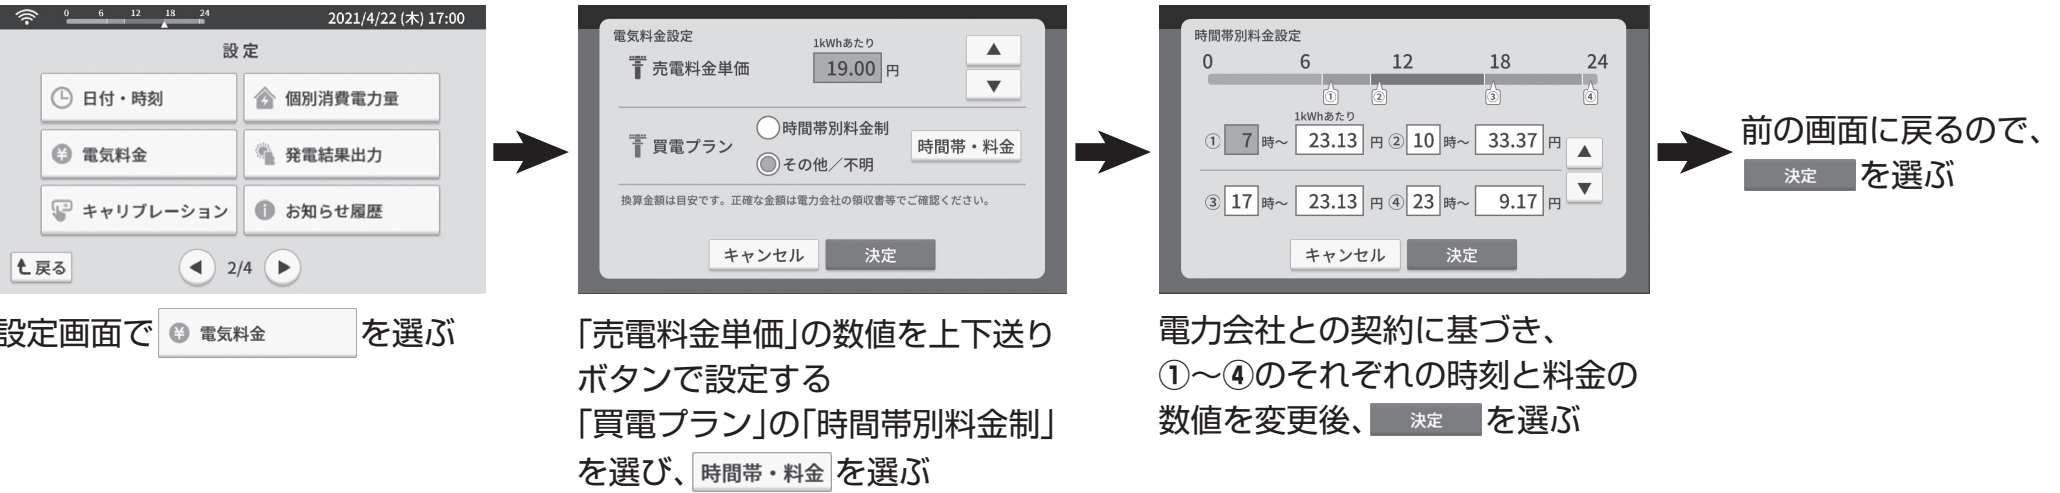 0 6 12 18 24 2021/4/22 (木) 17:00
設定
日付・時刻 個別消費電力量
電気料金 発電結果出力
キャリブレーション お知らせ履歴
戻る 2/4
設定画面で 電気料金 を選ぶ
電気料金設定
1kWhあたり
売電料金単価 19.00 円
時間帯別料金制
買電プラン 時間帯・料金
その他/不明
換算金額は目安です。正確な金額は電力会社の領収書等でご確認ください。
キャンセル 決定
「売電料金単価」の数値を上下送り
ボタンで設定する
「買電プラン」の「時間帯別料金制」
を選び、 時間帯・料金 を選ぶ
時間帯別料金設定
0 6 12 18 24
① ② ③ ④
1kWhあたり
① 7 時～ 23.13 円 ② 10 時～ 33.37 円
③ 17 時～ 23.13 円 ④ 23 時～ 9.17 円
キャンセル 決定
電力会社との契約に基づき、
①～④のそれぞれの時刻と料金の
数値を変更後、 決定 を選ぶ
前の画面に戻るので、
決定 を選ぶ